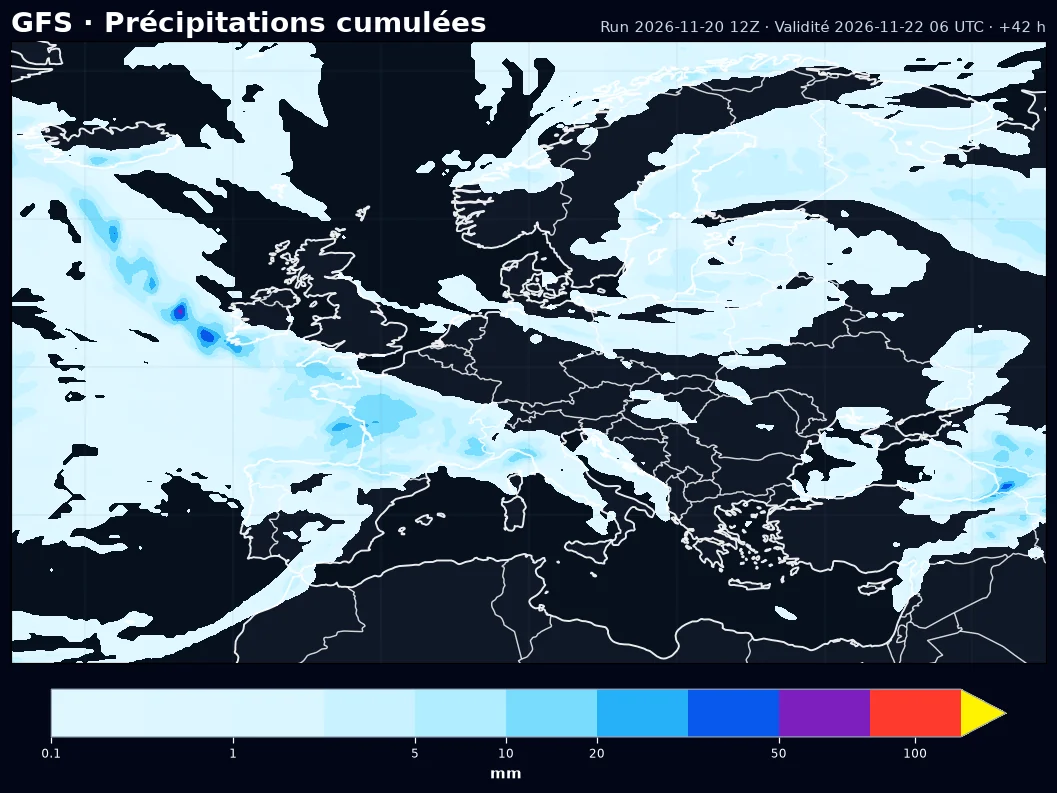 GFS · Précipitations cumulées
Run 2026-11-20 12Z · Validité 2026-11-22 06 UTC · +42 h
0.1 1 5 10 20 50 100
mm